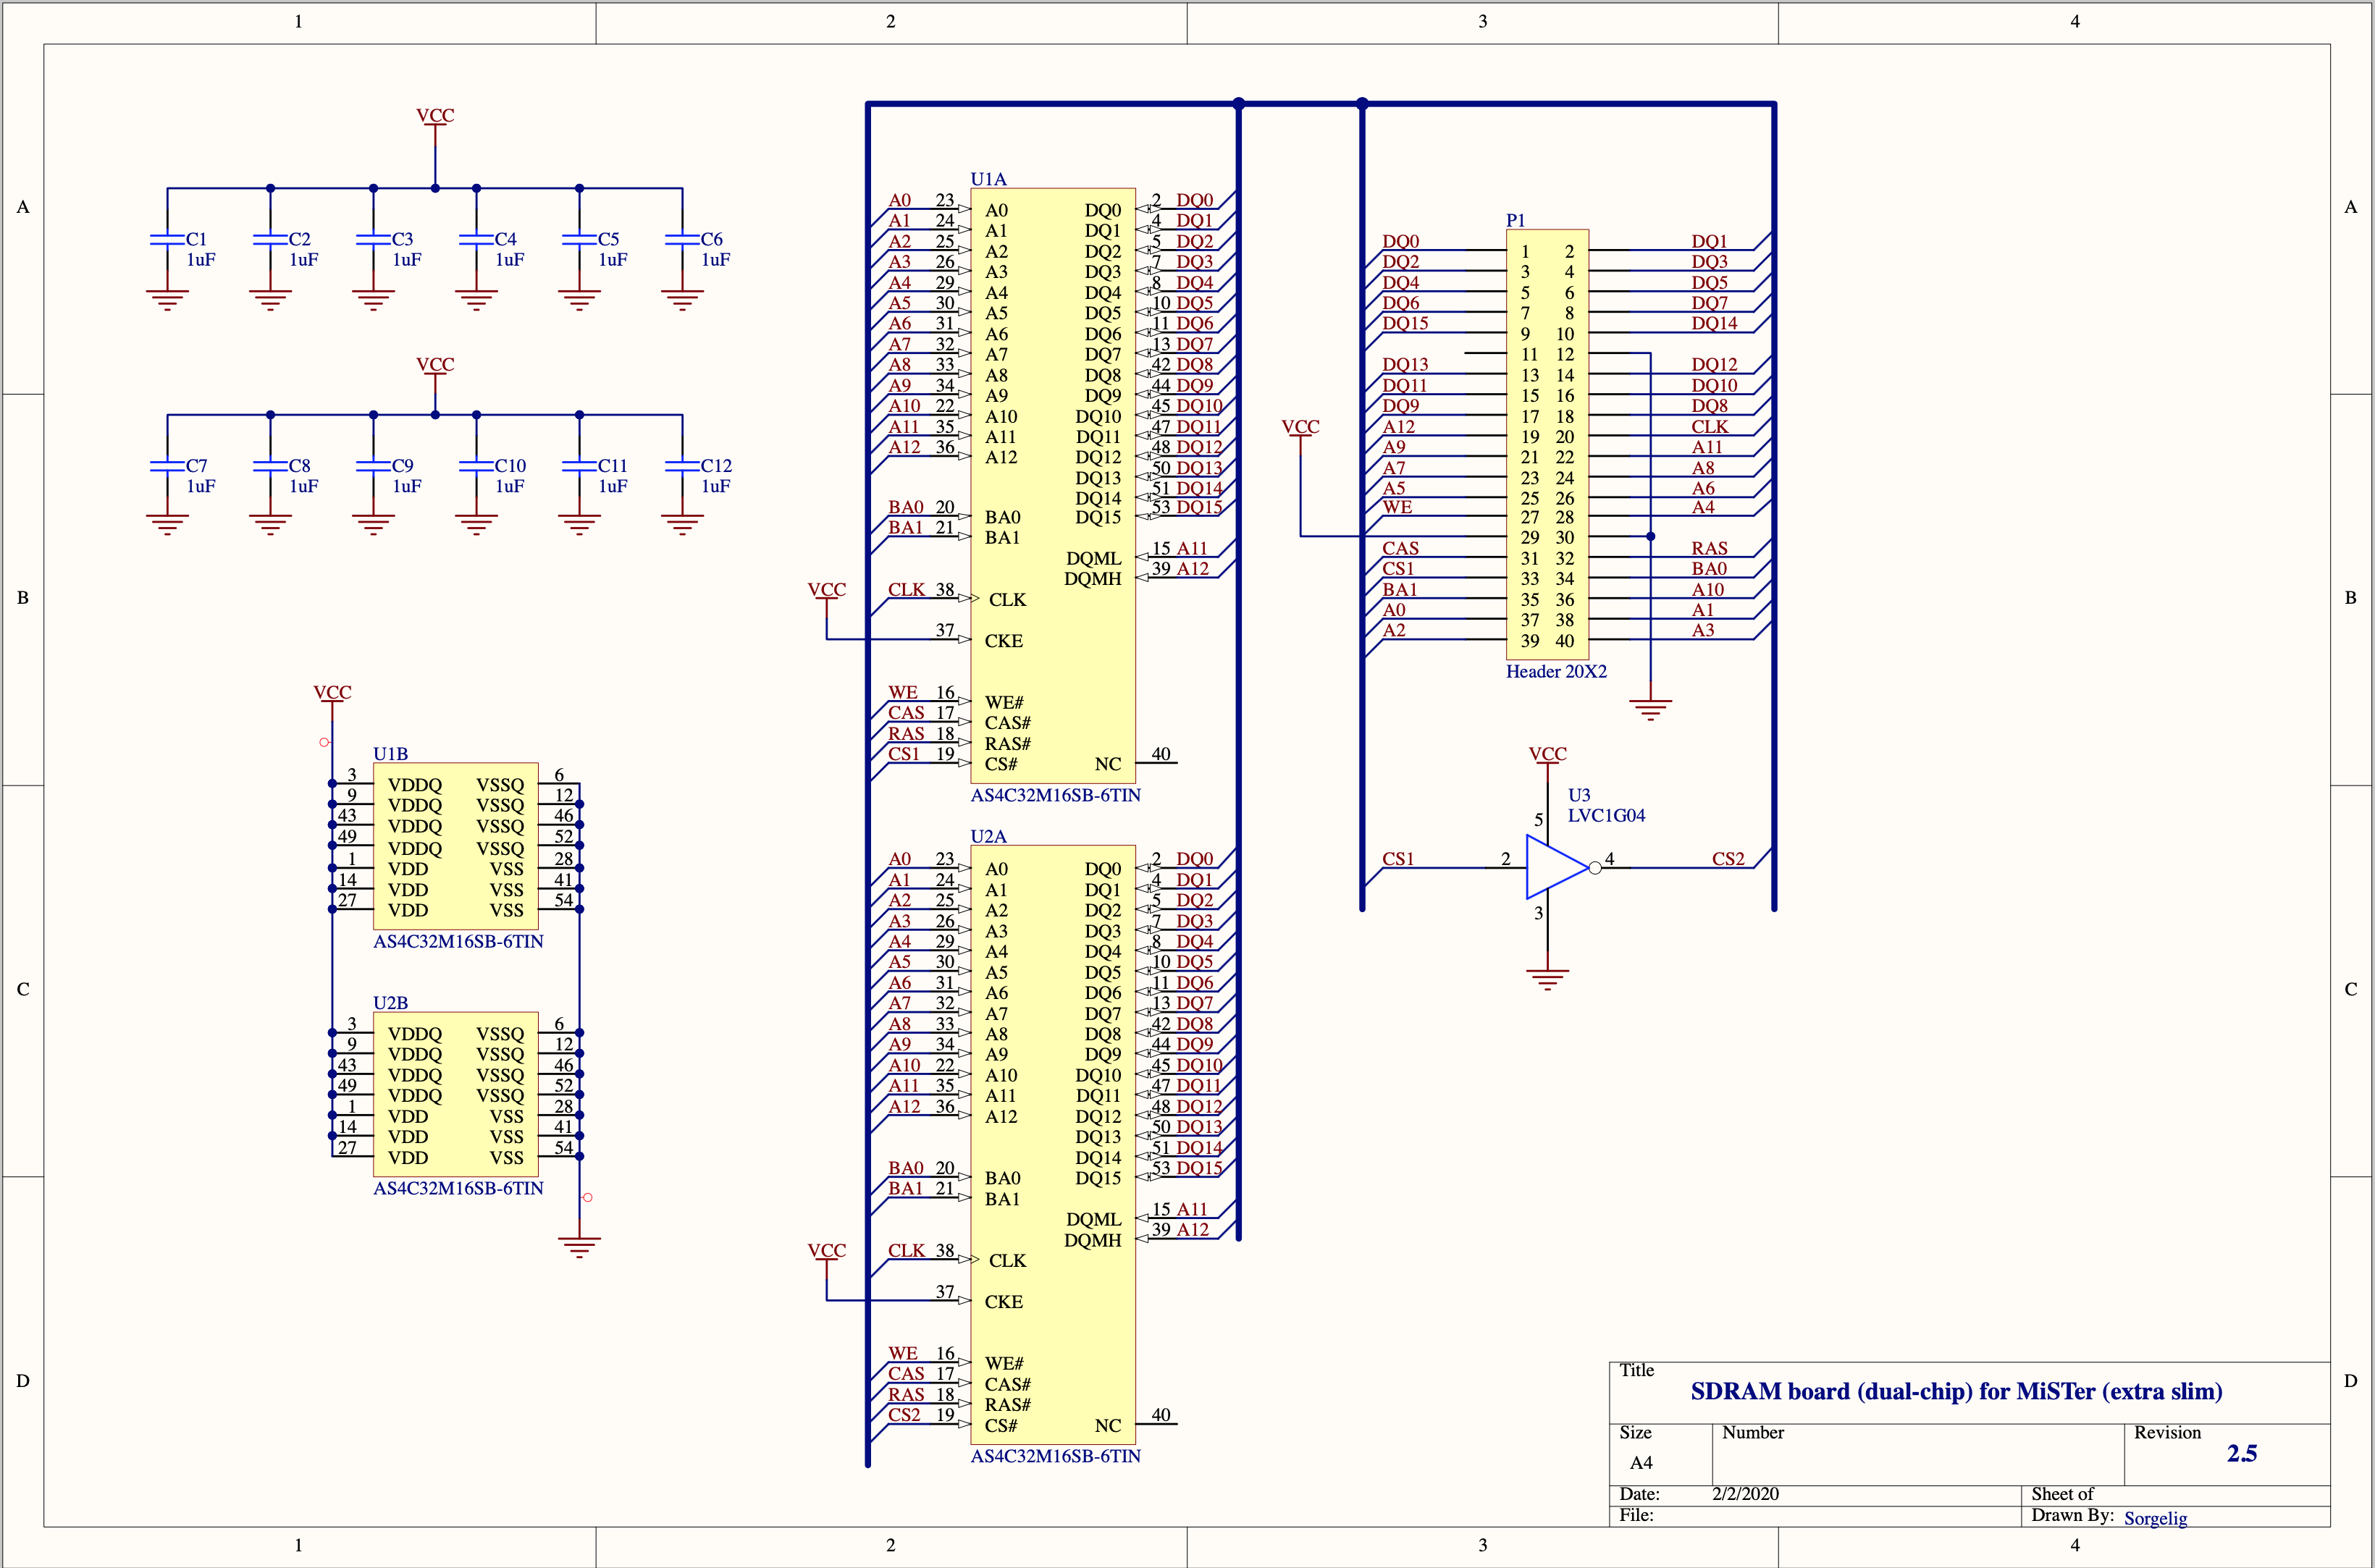 1 2 3 4
A
B
C
D
VCC
C1 C2 C3 C4 C5 C6
1uF 1uF 1uF 1uF 1uF 1uF
VCC
C7 C8 C9 C10 C11 C12
1uF 1uF 1uF 1uF 1uF 1uF
VCC
U1B
3 VDDQ VSSQ 6
9 VDDQ VSSQ 12
43 VDDQ VSSQ 46
49 VDDQ VSSQ 52
1 VDD VSS 28
14 VDD VSS 41
27 VDD VSS 54
AS4C32M16SB-6TIN
U2B
3 VDDQ VSSQ 6
9 VDDQ VSSQ 12
43 VDDQ VSSQ 46
49 VDDQ VSSQ 52
1 VDD VSS 28
14 VDD VSS 41
27 VDD VSS 54
AS4C32M16SB-6TIN
U1A
A0 23 A0 DQ0 2 DQ0
A1 24 A1 DQ1 4 DQ1
A2 25 A2 DQ2 5 DQ2
A3 26 A3 DQ3 7 DQ3
A4 29 A4 DQ4 8 DQ4
A5 30 A5 DQ5 10 DQ5
A6 31 A6 DQ6 11 DQ6
A7 32 A7 DQ7 13 DQ7
A8 33 A8 DQ8 42 DQ8
A9 34 A9 DQ9 44 DQ9
A10 22 A10 DQ10 45 DQ10
A11 35 A11 DQ11 47 DQ11
A12 36 A12 DQ12 48 DQ12
DQ13 50 DQ13
DQ14 51 DQ14
BA0 20 BA0 DQ15 53 DQ15
BA1 21 BA1
DQML 15 A11
DQMH 39 A12
VCC
CLK 38 CLK
37 CKE
WE 16 WE#
CAS 17 CAS#
RAS 18 RAS#
CS1 19 CS# NC 40
AS4C32M16SB-6TIN
U2A
A0 23 A0 DQ0 2 DQ0
A1 24 A1 DQ1 4 DQ1
A2 25 A2 DQ2 5 DQ2
A3 26 A3 DQ3 7 DQ3
A4 29 A4 DQ4 8 DQ4
A5 30 A5 DQ5 10 DQ5
A6 31 A6 DQ6 11 DQ6
A7 32 A7 DQ7 13 DQ7
A8 33 A8 DQ8 42 DQ8
A9 34 A9 DQ9 44 DQ9
A10 22 A10 DQ10 45 DQ10
A11 35 A11 DQ11 47 DQ11
A12 36 A12 DQ12 48 DQ12
DQ13 50 DQ13
DQ14 51 DQ14
BA0 20 BA0 DQ15 53 DQ15
BA1 21 BA1
DQML 15 A11
DQMH 39 A12
VCC
CLK 38 CLK
37 CKE
WE 16 WE#
CAS 17 CAS#
RAS 18 RAS#
CS2 19 CS# NC 40
AS4C32M16SB-6TIN
P1
DQ0 1 2 DQ1
DQ2 3 4 DQ3
DQ4 5 6 DQ5
DQ6 7 8 DQ7
DQ15 9 10 DQ14
11 12
DQ13 13 14 DQ12
DQ11 15 16 DQ10
DQ9 17 18 DQ8
VCC
A12 19 20 CLK
A9 21 22 A11
A7 23 24 A8
A5 25 26 A6
WE 27 28 A4
29 30
CAS 31 32 RAS
CS1 33 34 BA0
BA1 35 36 A10
A0 37 38 A1
A2 39 40 A3
Header 20X2
VCC
U3
LVC1G04
5
CS1 2 4 CS2
3
A
B
C
D
Title
SDRAM board (dual-chip) for MiSTer (extra slim)
Size Number Revision
A4 2.5
Date: 2/2/2020 Sheet of
File: Drawn By: Sorgelig
1 2 3 4